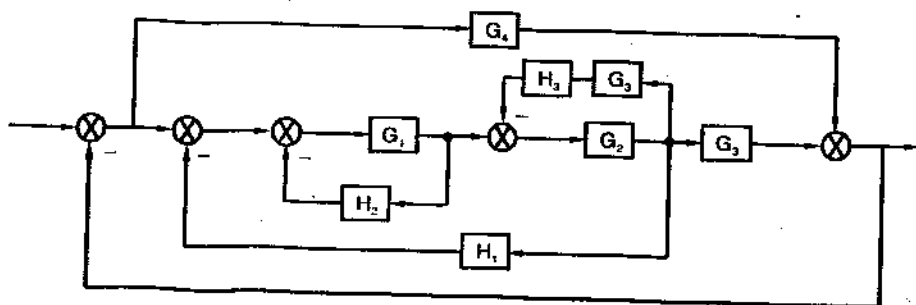 G₄
H₃ G₃
G₁ G₂ G₃
− − − −
H₂
H₁